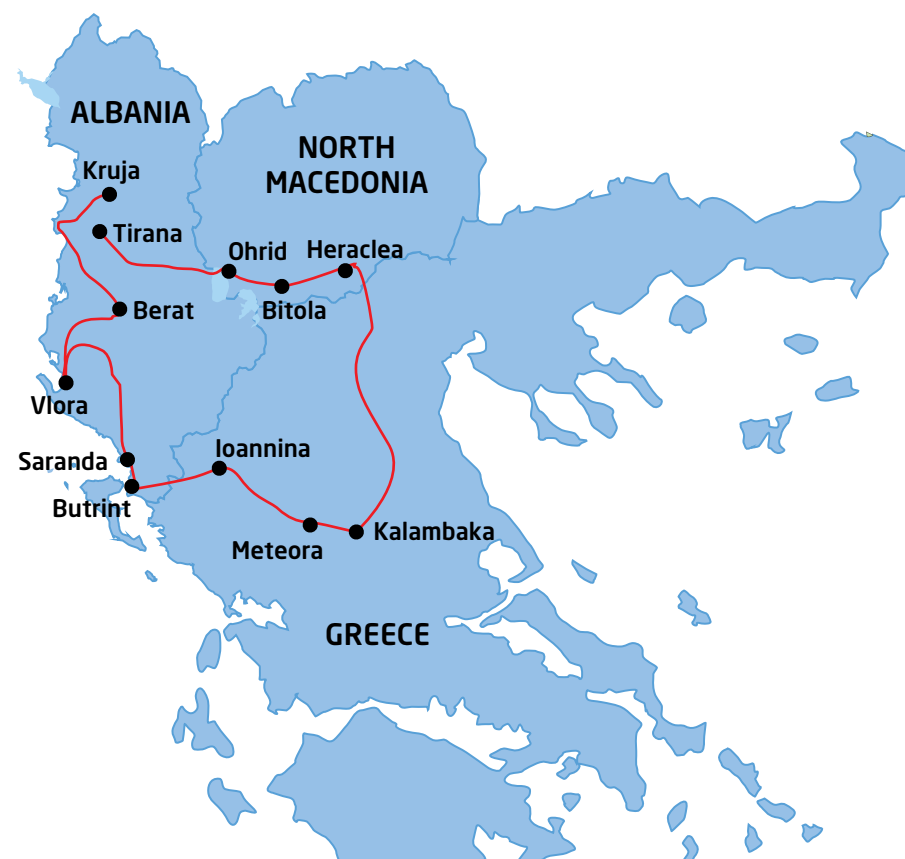 ALBANIA
NORTH
MACEDONIA
Kruja
Tirana
Ohrid
Heraclea
Berat
Bitola
Vlora
Ioannina
Saranda
Butrint
Meteora
Kalambaka
GREECE